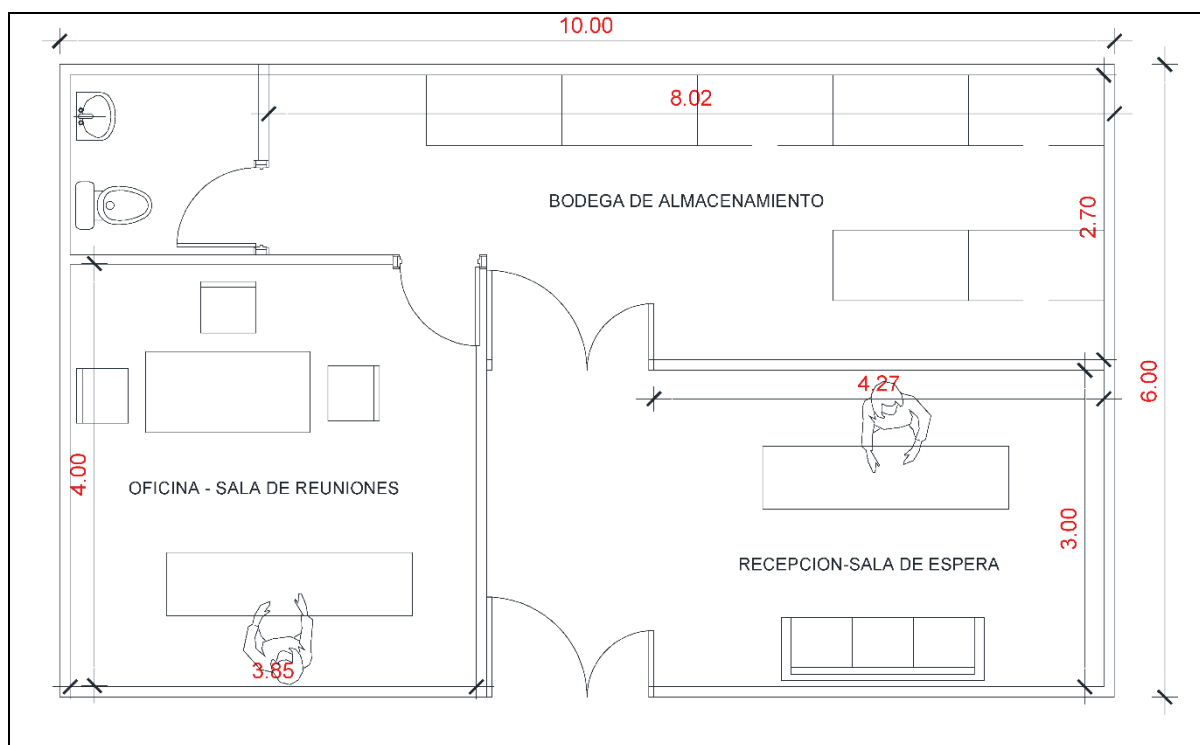 10.00
8.02
BODEGA DE ALMACENAMIENTO
2.70
6.00
4.27
4.00
OFICINA - SALA DE REUNIONES
3.00
RECEPCION-SALA DE ESPERA
3.85